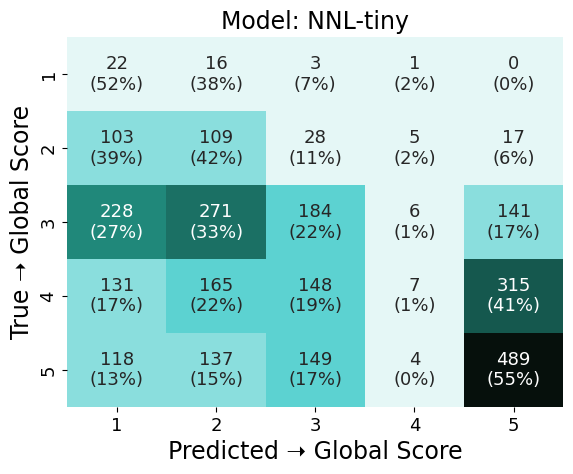 Model: NNL-tiny
True → Global Score
1
22 16 3 1 0
(52%) (38%) (7%) (2%) (0%)
2
103 109 28 5 17
(39%) (42%) (11%) (2%) (6%)
3
228 271 184 6 141
(27%) (33%) (22%) (1%) (17%)
4
131 165 148 7 315
(17%) (22%) (19%) (1%) (41%)
5
118 137 149 4 489
(13%) (15%) (17%) (0%) (55%)
1 2 3 4 5
Predicted → Global Score